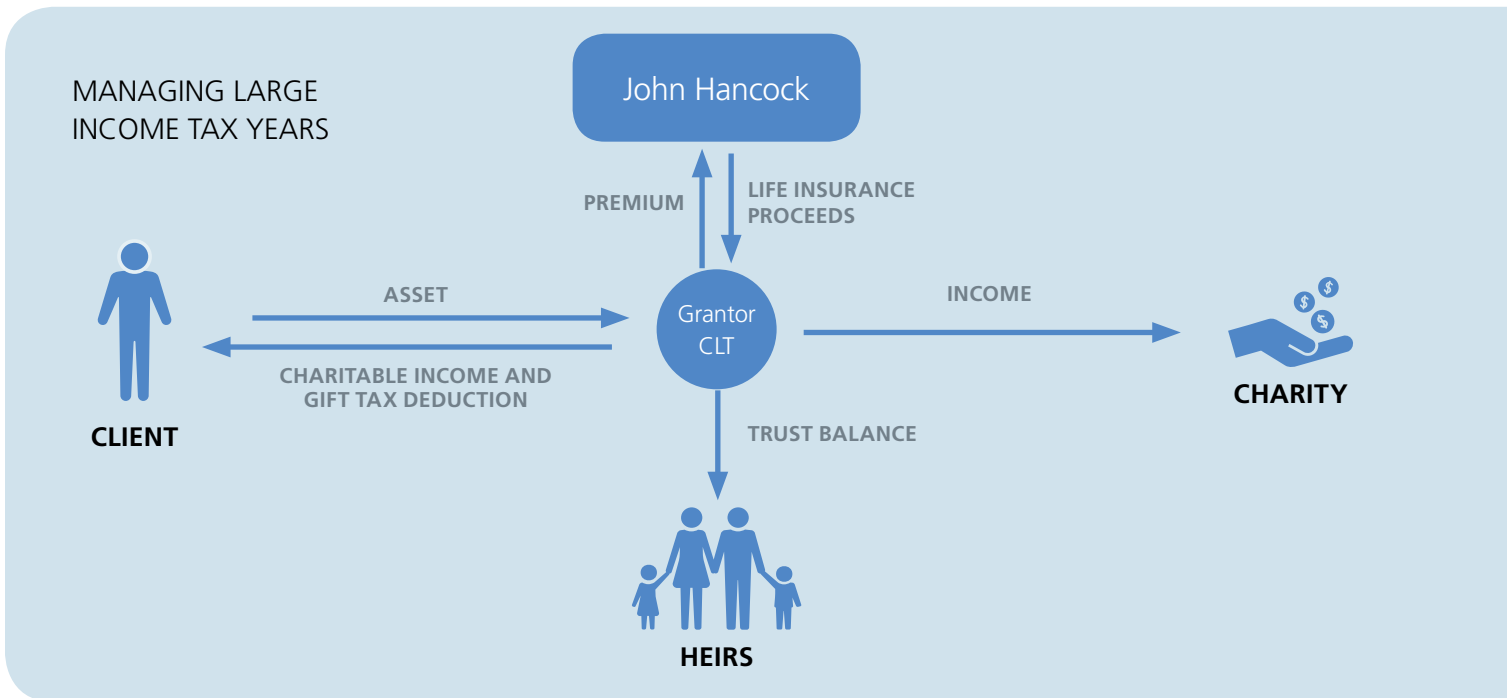 MANAGING LARGE
INCOME TAX YEARS
John Hancock
PREMIUM
LIFE INSURANCE
PROCEEDS
ASSET
Grantor
CLT
INCOME
$
$
$
CHARITABLE INCOME AND
GIFT TAX DEDUCTION
CLIENT
CHARITY
TRUST BALANCE
HEIRS